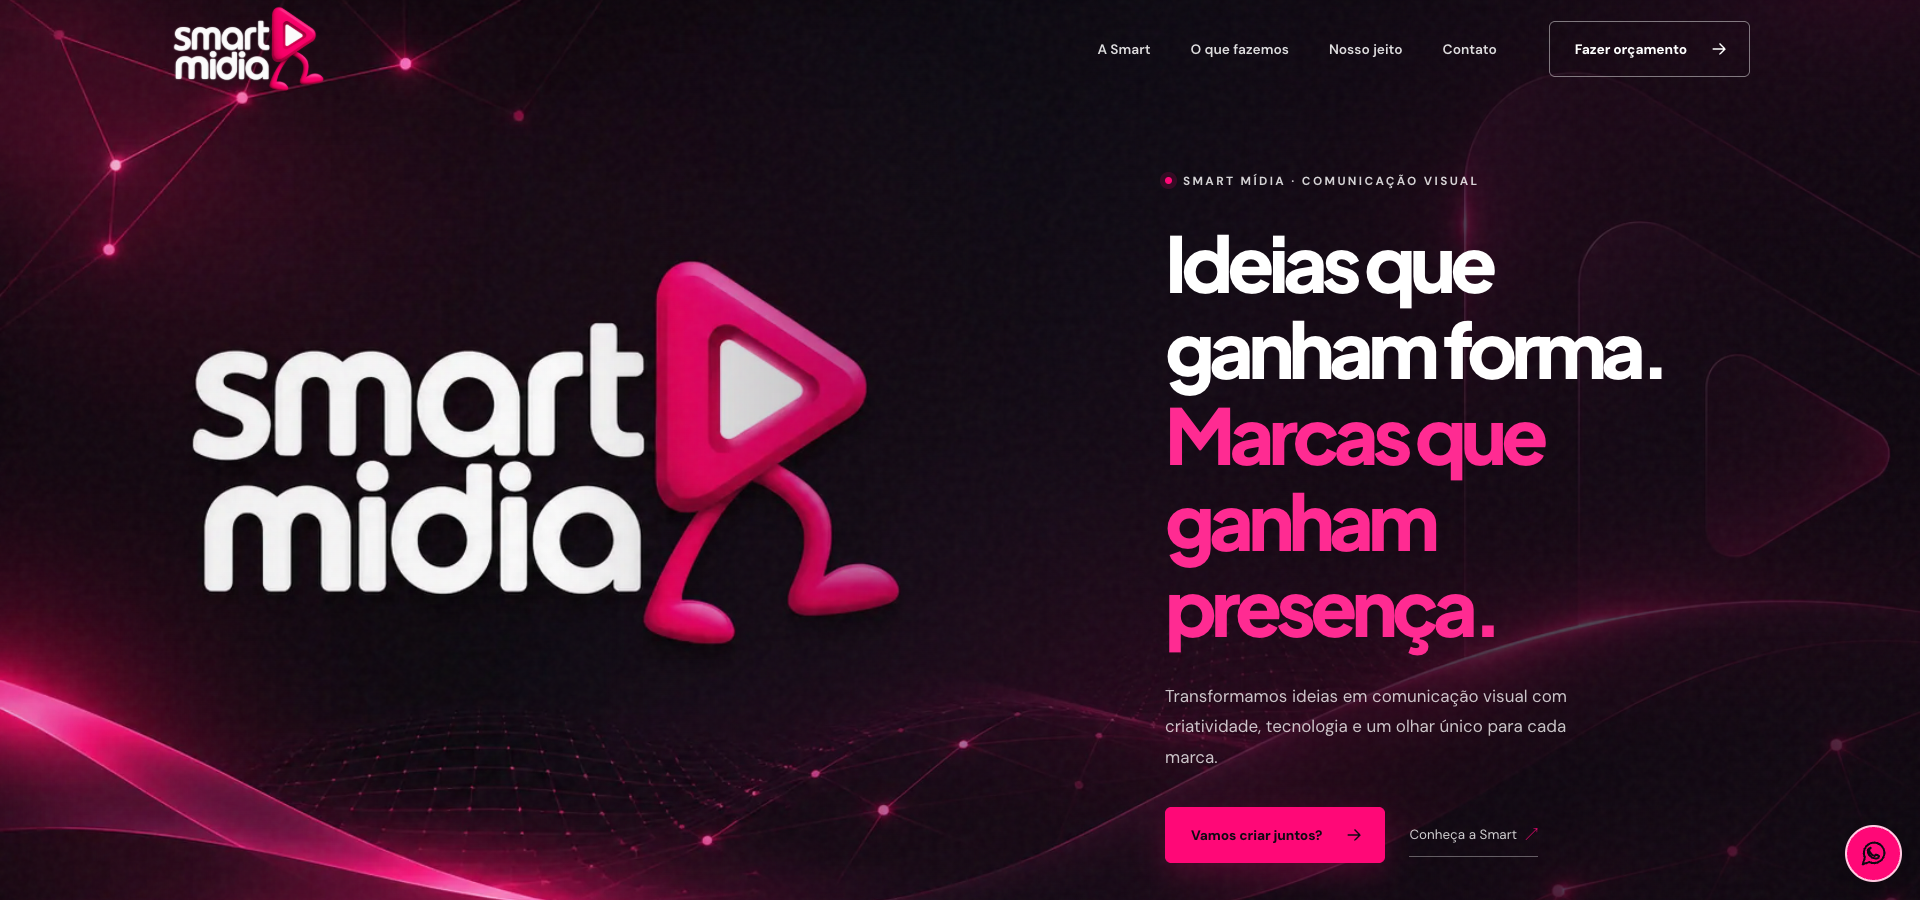 smart
midia
A Smart
O que fazemos
Nosso jeito
Contato
Fazer orçamento
SMART MÍDIA · COMUNICAÇÃO VISUAL
smart
midia
Ideias que
ganham forma.
Marcas que
ganham
presença.
Transformamos ideias em comunicação visual com
criatividade, tecnologia e um olhar único para cada
marca.
Vamos criar juntos?
Conheça a Smart